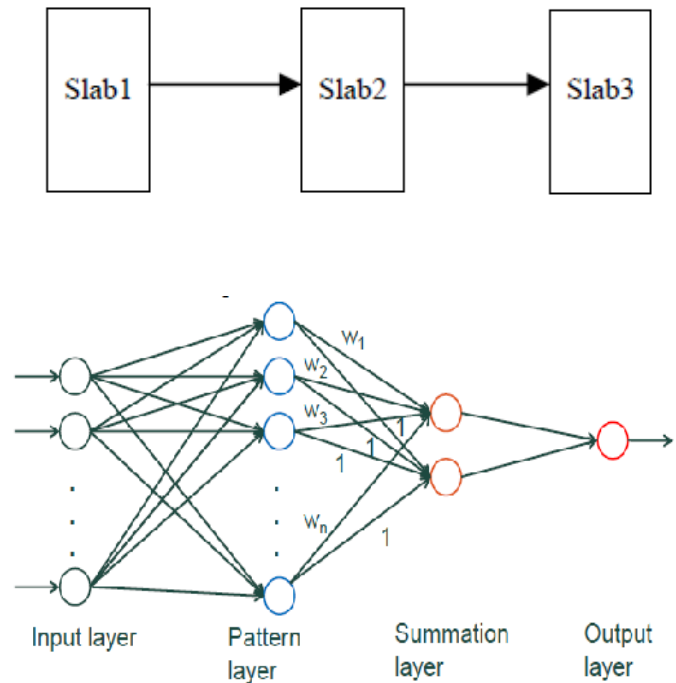 Slab1 Slab2 Slab3
w1
w2
w3
1
1
1
wn
1
Input layer Pattern layer Summation layer Output layer